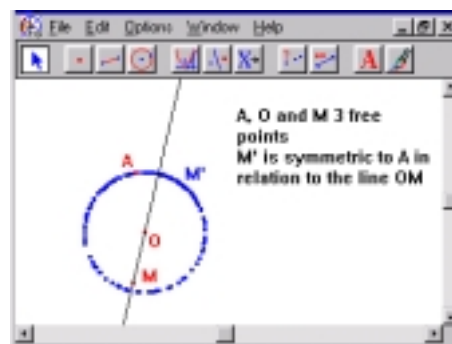 File Edit Options Window Help
A
A, O and M 3 free
points
M' is symmetric to A in
relation to the line OM
A
M'
O
M